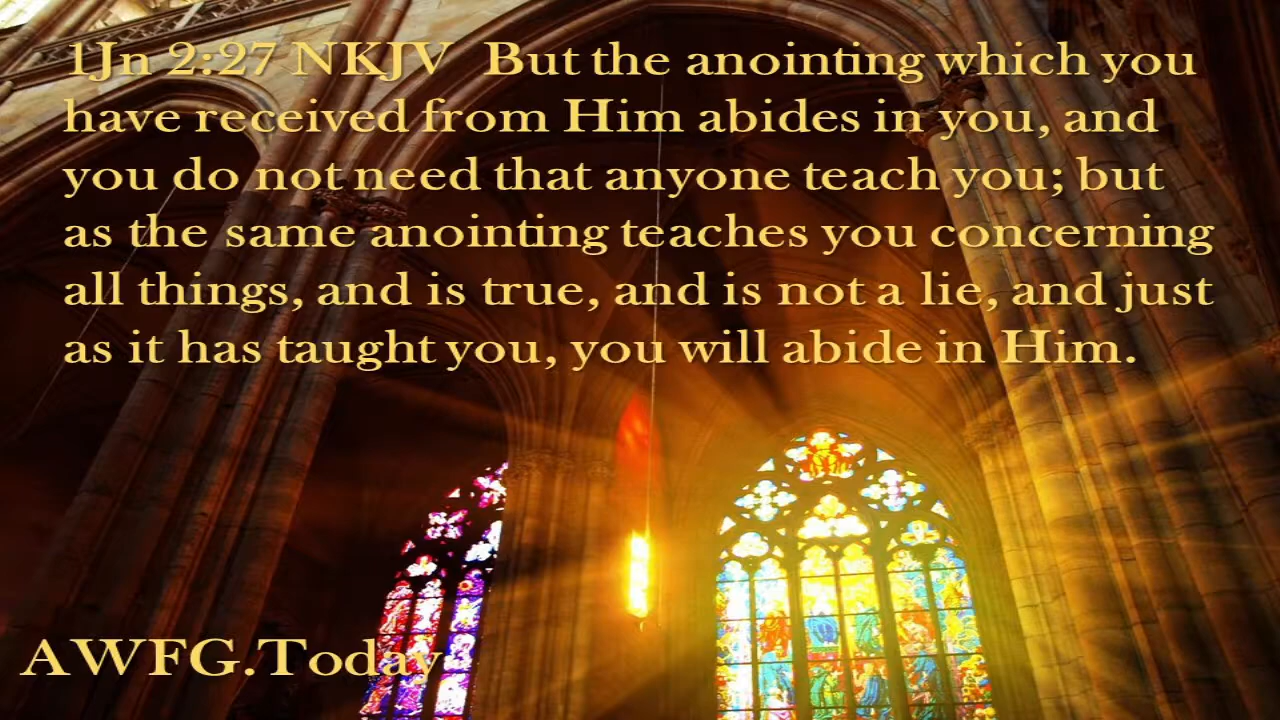 1Jn 2:27 NKJV But the anointing which you
have received from Him abides in you, and
you do not need that anyone teach you; but
as the same anointing teaches you concerning
all things, and is true, and is not a lie, and just
as it has taught you, you will abide in Him.
AWFG.Today